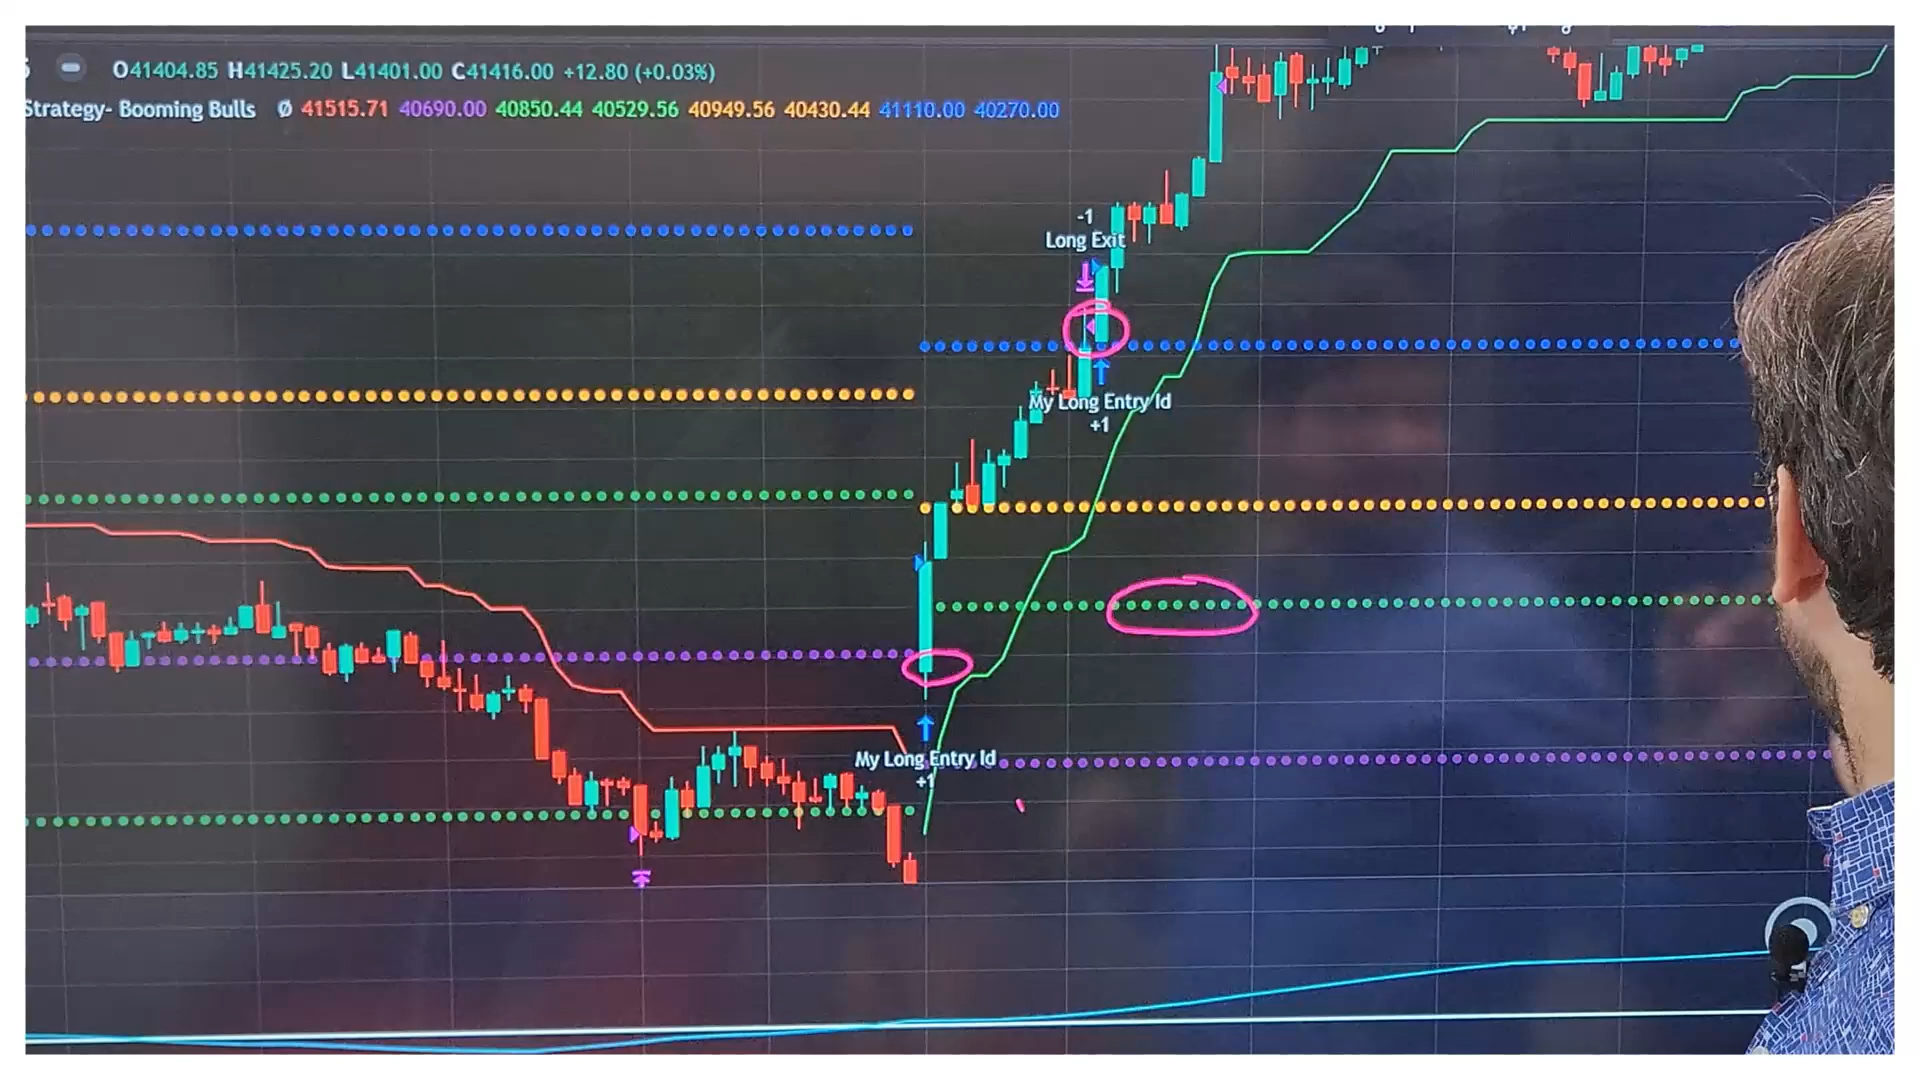 O41404.85 H41425.20 L41401.00 C41416.00 +12.80 (+0.03%)
Strategy- Booming Bulls Ø 41515.71 40690.00 40850.44 40529.56 40949.56 40430.44 41110.00 40270.00
-1
Long Exit
My Long Entry Id
+1
My Long Entry Id
+1